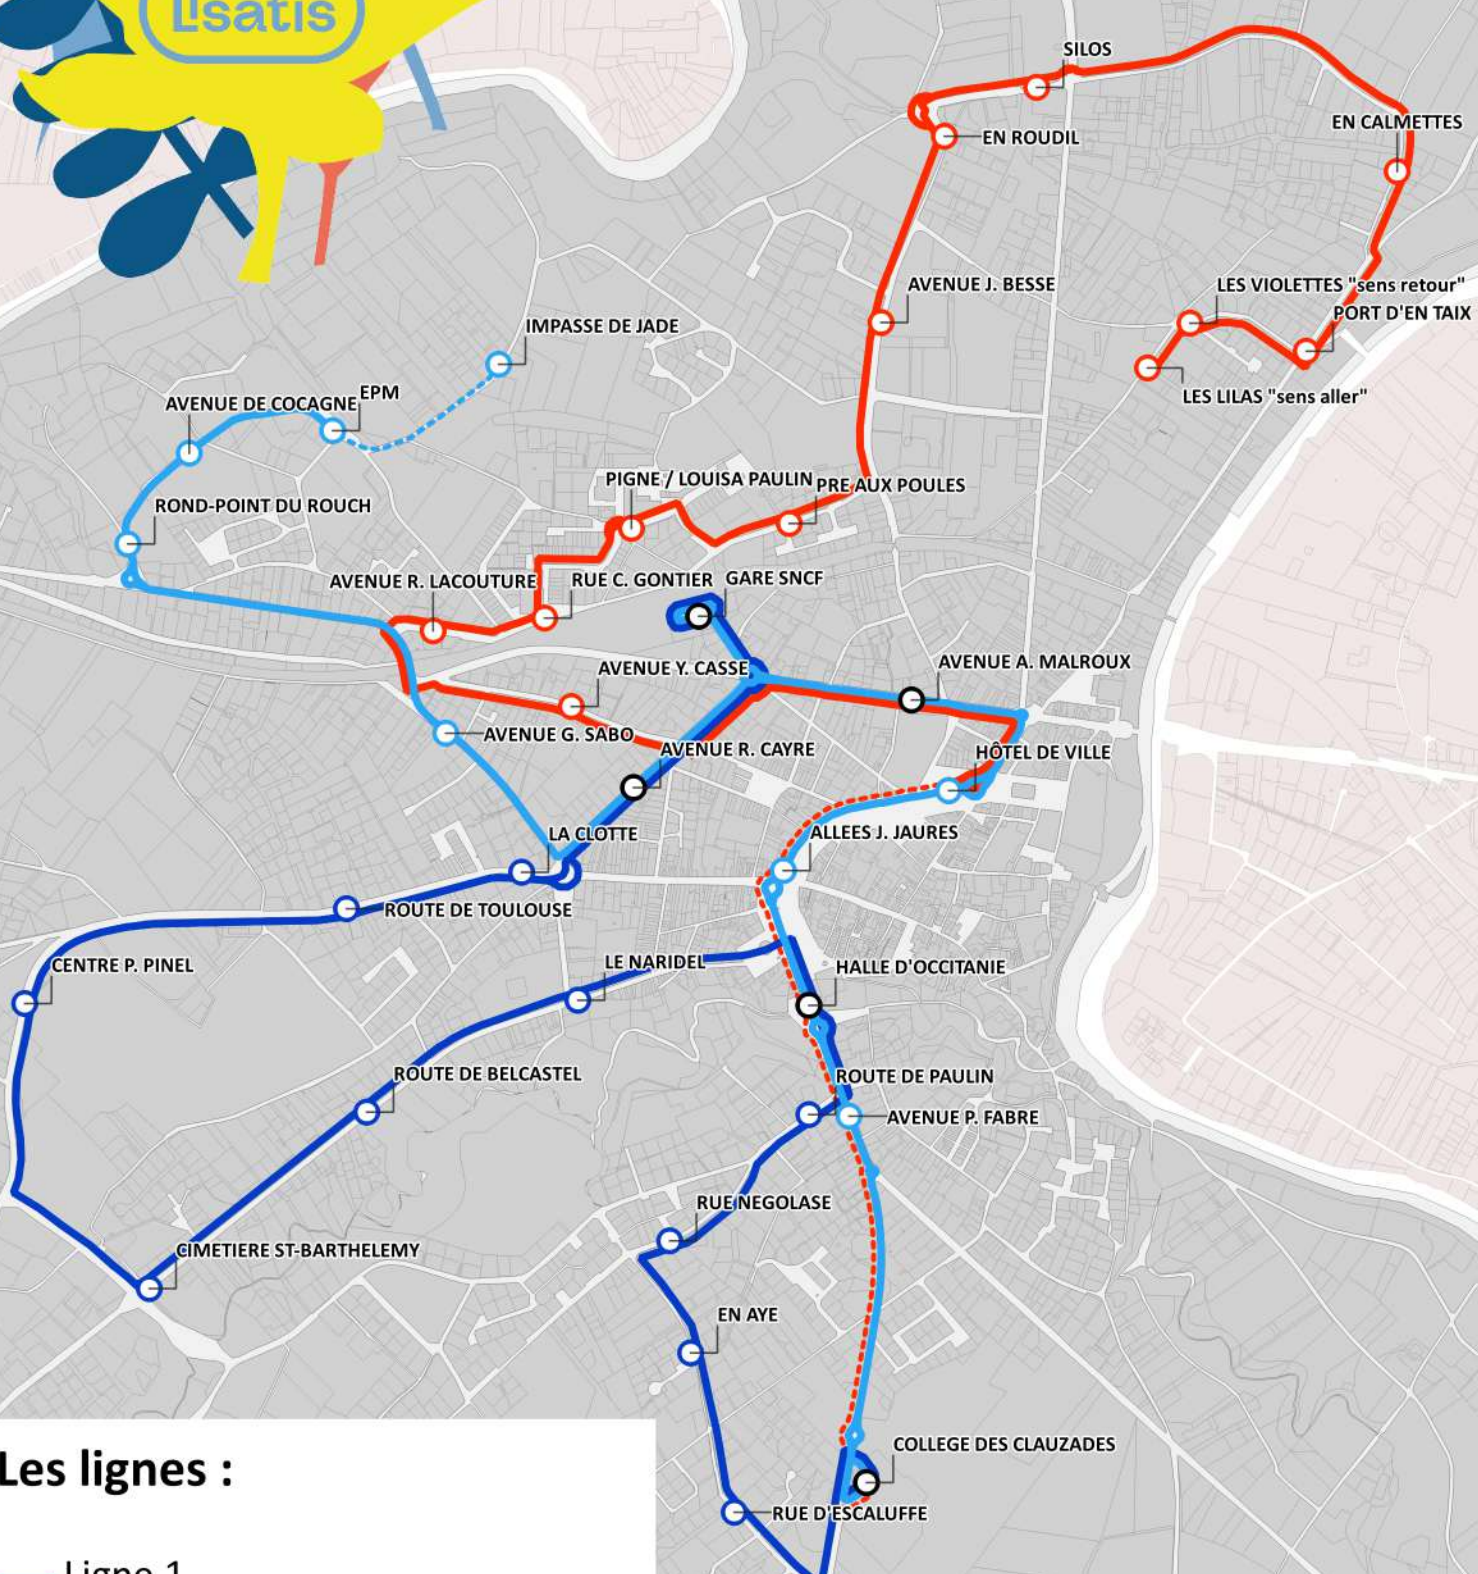 Lisatis
SILOS
EN CALMETTES
EN ROUDIL
AVENUE J. BESSE
LES VIOLETTES "sens retour"
PORT D'EN TAIX
IMPASSE DE JADE
EPM
AVENUE DE COCAGNE
LES LILAS "sens aller"
PIGNE / LOUISA PAULIN
PRE AUX POULES
ROND-POINT DU ROUCH
AVENUE R. LACOUTURE
RUE C. GONTIER
GARE SNCF
AVENUE Y. CASSE
AVENUE A. MALROUX
AVENUE G. SABO
AVENUE R. CAYRE
HÔTEL DE VILLE
LA CLOTTE
ALLEES J. JAURES
ROUTE DE TOULOUSE
CENTRE P. PINEL
LE NARIDEL
HALLE D'OCCITANIE
ROUTE DE BELCASTEL
ROUTE DE PAULIN
AVENUE P. FABRE
RUE NEGOLASE
CIMETIERE ST-BARTHELEMY
EN AYE
COLLEGE DES CLAUZADES
RUE D'ESCALUFFE
Les lignes :
Ligne 1